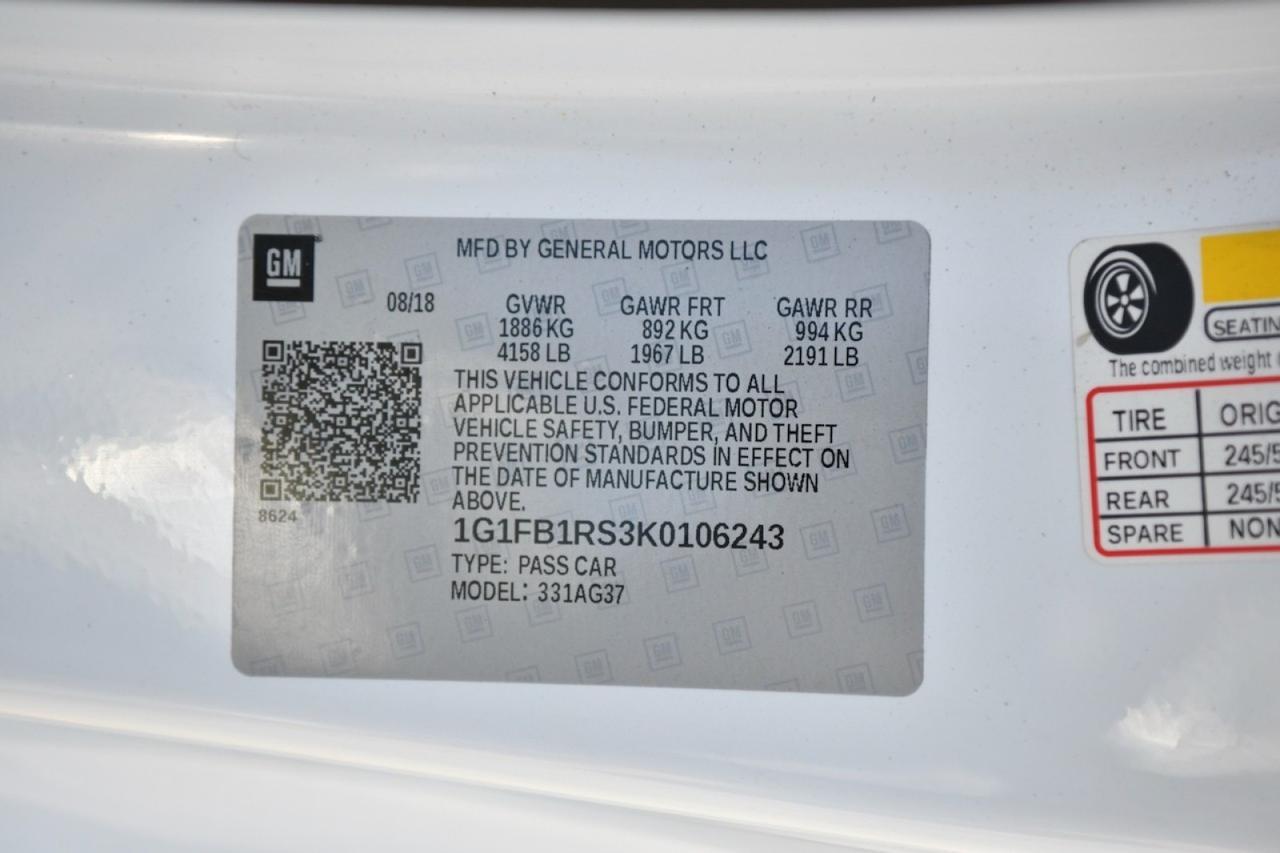 GM
MFD BY GENERAL MOTORS LLC
08/18 GVWR GAWR FRT GAWR RR
1886 KG 892 KG 994 KG
4158 LB 1967 LB 2191 LB
THIS VEHICLE CONFORMS TO ALL
APPLICABLE U.S. FEDERAL MOTOR
VEHICLE SAFETY, BUMPER, AND THEFT
PREVENTION STANDARDS IN EFFECT ON
THE DATE OF MANUFACTURE SHOWN
ABOVE.
8624
1G1FB1RS3K0106243
TYPE: PASS CAR
MODEL: 331AG37
SEATIN
The combined weight
TIRE ORIG
FRONT 245/5
REAR 245/5
SPARE NON